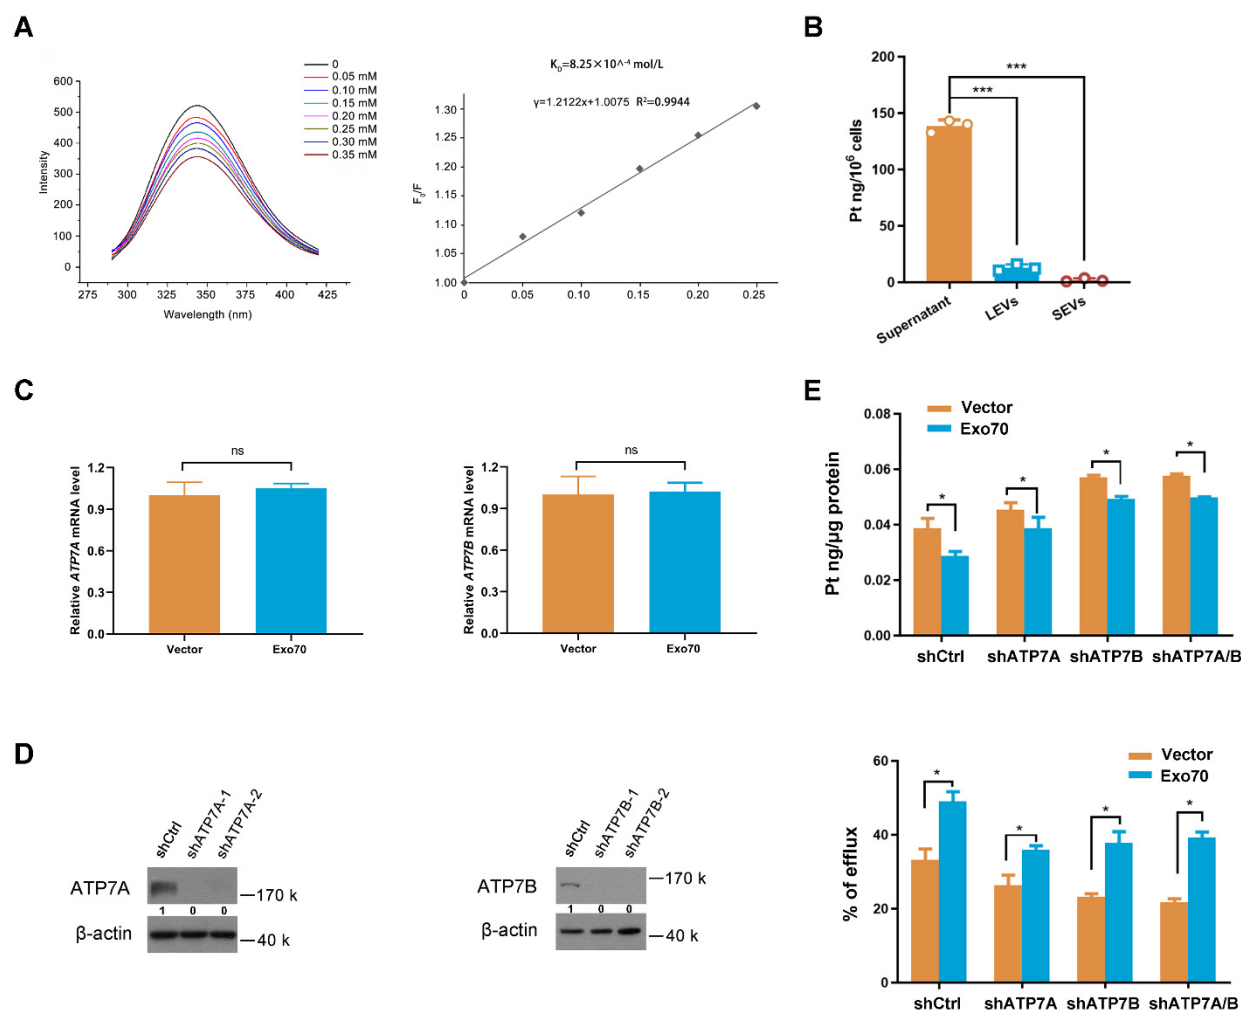 A
0
0.05 mM
0.10 mM
0.15 mM
0.20 mM
0.25 mM
0.30 mM
0.35 mM
600
500
400
300
200
100
0
Intensity
275 300 325 350 375 400 425
Wavelength (nm)
K_D=8.25×10^⁻⁴ mol/L
y=1.2122x+1.0075 R²=0.9944
1.30
1.25
1.20
1.15
1.10
1.05
1.00
F₀/F
0 0.05 0.10 0.15 0.20 0.25
B
200
150
100
50
0
Pt ng/10⁶ cells
***
***
Supernatant
LEVs
SEVs
C
ns
1.2
0.9
0.6
0.3
0.0
Relative ATP7A mRNA level
Vector Exo70
ns
1.2
0.9
0.6
0.3
0.0
Relative ATP7B mRNA level
Vector Exo70
D
shCtrl
shATP7A-1
shATP7A-2
ATP7A
170 k
1 0 0
β-actin
40 k
shCtrl
shATP7B-1
shATP7B-2
ATP7B
170 k
1 0 0
β-actin
40 k
E
Vector
Exo70
0.08
0.06
0.04
0.02
0.00
Pt ng/μg protein
* * * *
shCtrl shATP7A shATP7B shATP7A/B
Vector
Exo70
60
40
20
0
% of efflux
* * * *
shCtrl shATP7A shATP7B shATP7A/B